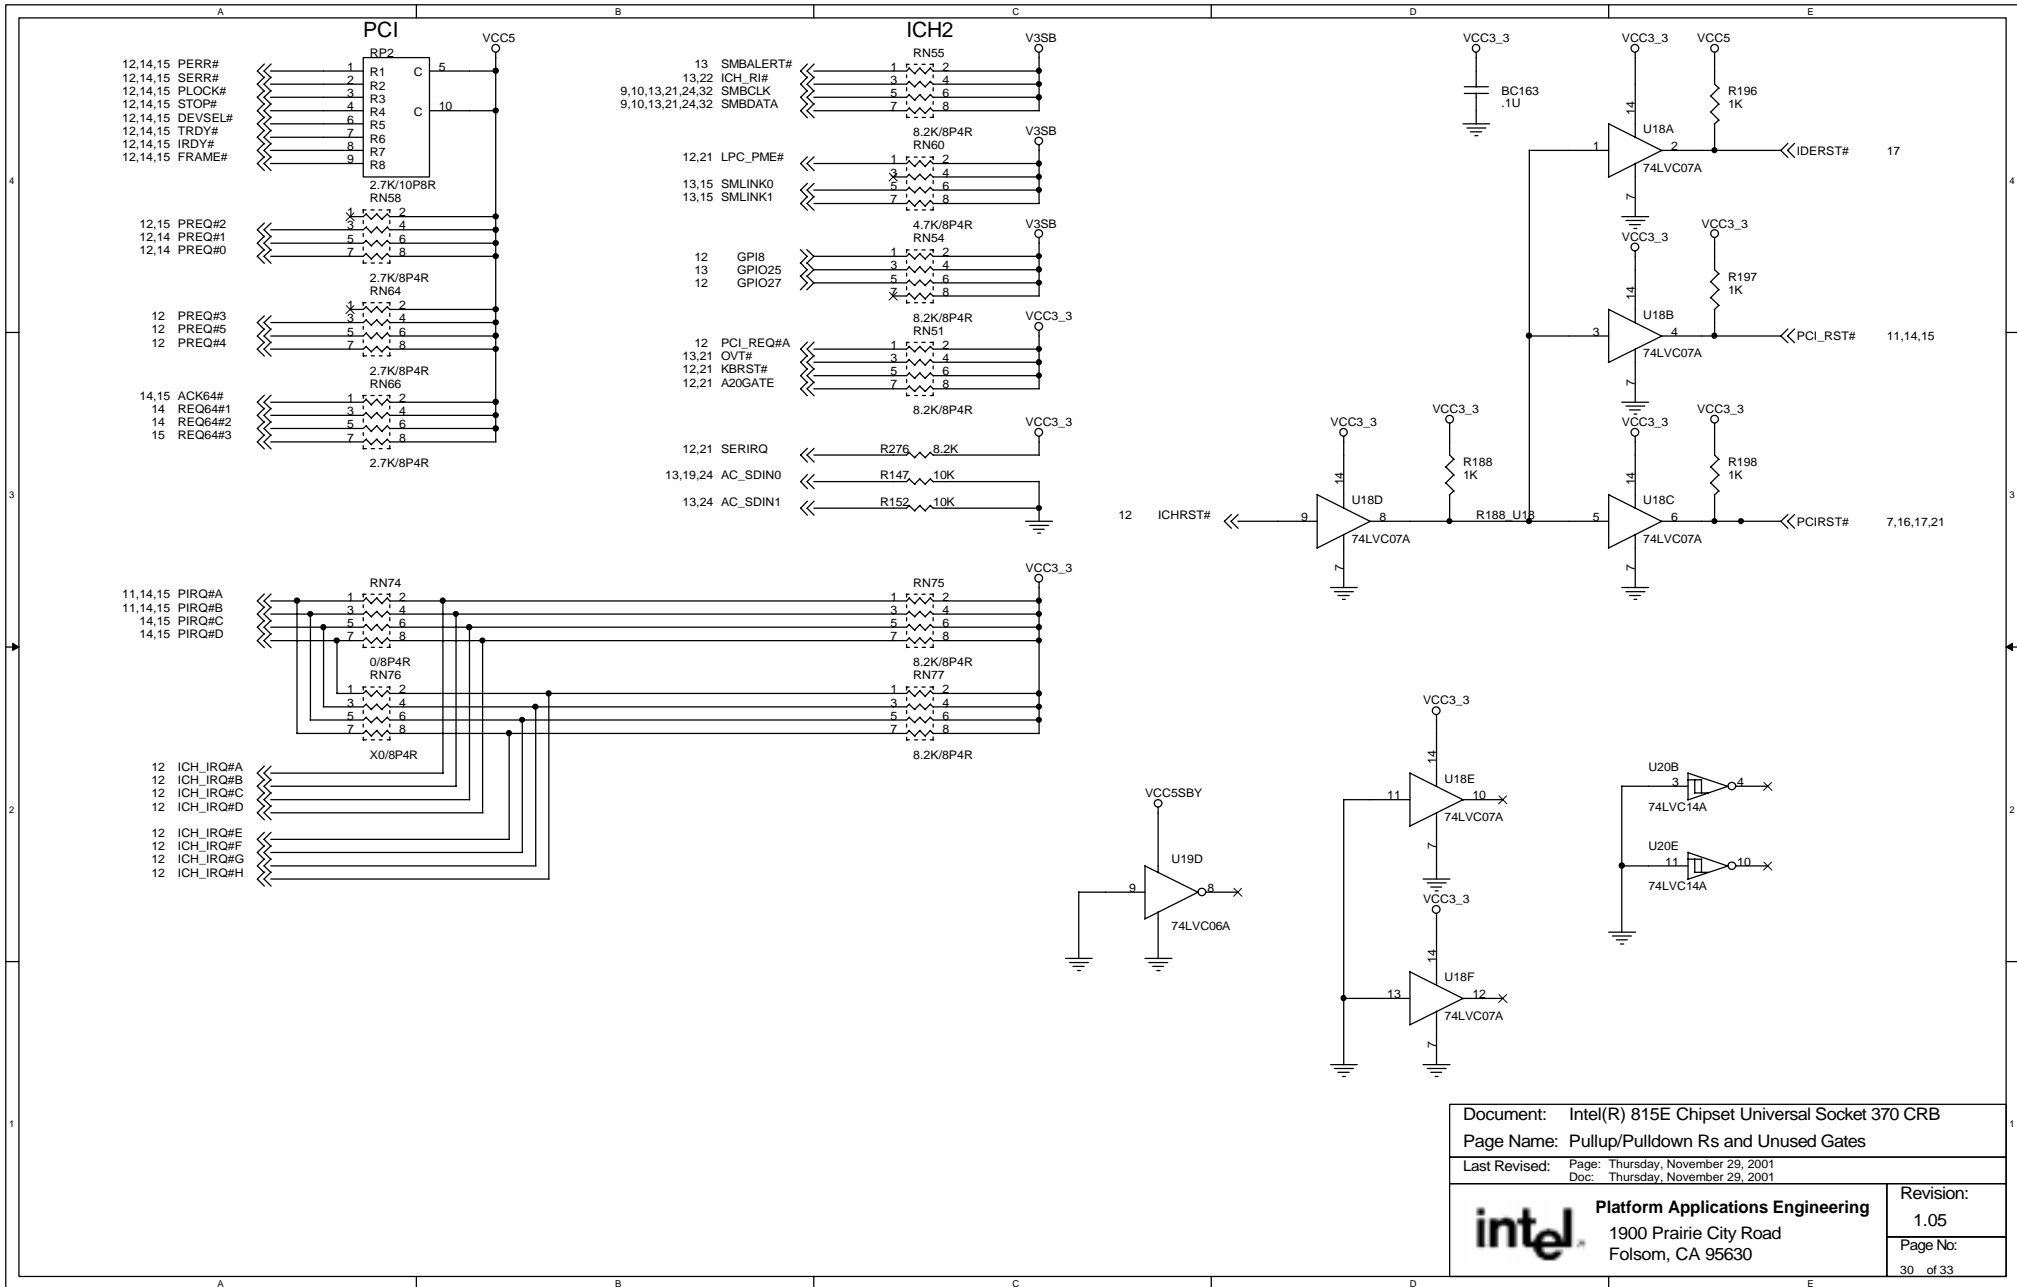 A B C D E
PCI
VCC5
RP2
12,14,15 PERR# 1 R1 C 5
12,14,15 SERR# 2 R2
12,14,15 PLOCK# 3 R3
12,14,15 STOP# 4 R4 C 10
12,14,15 DEVSEL# 6 R5
12,14,15 TRDY# 7 R6
12,14,15 IRDY# 8 R7
12,14,15 FRAME# 9 R8
2.7K/10P8R
RN58
1 2
12,15 PREQ#2 3 4
12,14 PREQ#1 5 6
12,14 PREQ#0 7 8
2.7K/8P4R
RN64
1 2
12 PREQ#3 3 4
12 PREQ#5 5 6
12 PREQ#4 7 8
2.7K/8P4R
RN66
14,15 ACK64# 1 2
14 REQ64#1 3 4
14 REQ64#2 5 6
15 REQ64#3 7 8
2.7K/8P4R
ICH2
V3SB
RN55
13 SMBALERT# 1 2
13,22 ICH_RI# 3 4
9,10,13,21,24,32 SMBCLK 5 6
9,10,13,21,24,32 SMBDATA 7 8
8.2K/8P4R
V3SB
RN60
12,21 LPC_PME# 1 2
3 4
13,15 SMLINK0 5 6
13,15 SMLINK1 7 8
4.7K/8P4R
V3SB
RN54
12 GPI8 1 2
13 GPIO25 3 4
12 GPIO27 5 6
7 8
8.2K/8P4R
VCC3_3
RN51
12 PCI_REQ#A 1 2
13,21 OVT# 3 4
12,21 KBRST# 5 6
12,21 A20GATE 7 8
8.2K/8P4R
VCC3_3
12,21 SERIRQ R276 8.2K
13,19,24 AC_SDIN0 R147 10K
13,24 AC_SDIN1 R152 10K
VCC3_3
RN74 RN75
11,14,15 PIRQ#A 1 2 1 2
11,14,15 PIRQ#B 3 4 3 4
14,15 PIRQ#C 5 6 5 6
14,15 PIRQ#D 7 8 7 8
0/8P4R 8.2K/8P4R
RN76 RN77
1 2 1 2
3 4 3 4
5 6 5 6
7 8 7 8
X0/8P4R 8.2K/8P4R
12 ICH_IRQ#A
12 ICH_IRQ#B
12 ICH_IRQ#C
12 ICH_IRQ#D
12 ICH_IRQ#E
12 ICH_IRQ#F
12 ICH_IRQ#G
12 ICH_IRQ#H
VCC3_3
BC163
.1U
VCC3_3 VCC5
R196
1K
14
U18A
1 2
74LVC07A
7
IDERST# 17
VCC3_3 VCC3_3
R197
1K
14
U18B
3 4
74LVC07A
7
PCI_RST# 11,14,15
VCC3_3 VCC3_3
R198
1K
14
U18C
5 6
74LVC07A
7
PCIRST# 7,16,17,21
VCC3_3 VCC3_3
R188
1K
14
U18D
12 ICHRST# 9 8
R188_U18
74LVC07A
7
VCC5SBY
U19D
9 8
74LVC06A
VCC3_3
14
U18E
11 10
74LVC07A
7
VCC3_3
14
U18F
13 12
74LVC07A
7
U20B
3 4
74LVC14A
U20E
11 10
74LVC14A
4 4
3 3
2 2
1 1
Document: Intel(R) 815E Chipset Universal Socket 370 CRB
Page Name: Pullup/Pulldown Rs and Unused Gates
Last Revised: Page: Thursday, November 29, 2001
Doc: Thursday, November 29, 2001
intel
Platform Applications Engineering
1900 Prairie City Road
Folsom, CA 95630
Revision:
1.05
Page No:
30 of 33
A B C D E